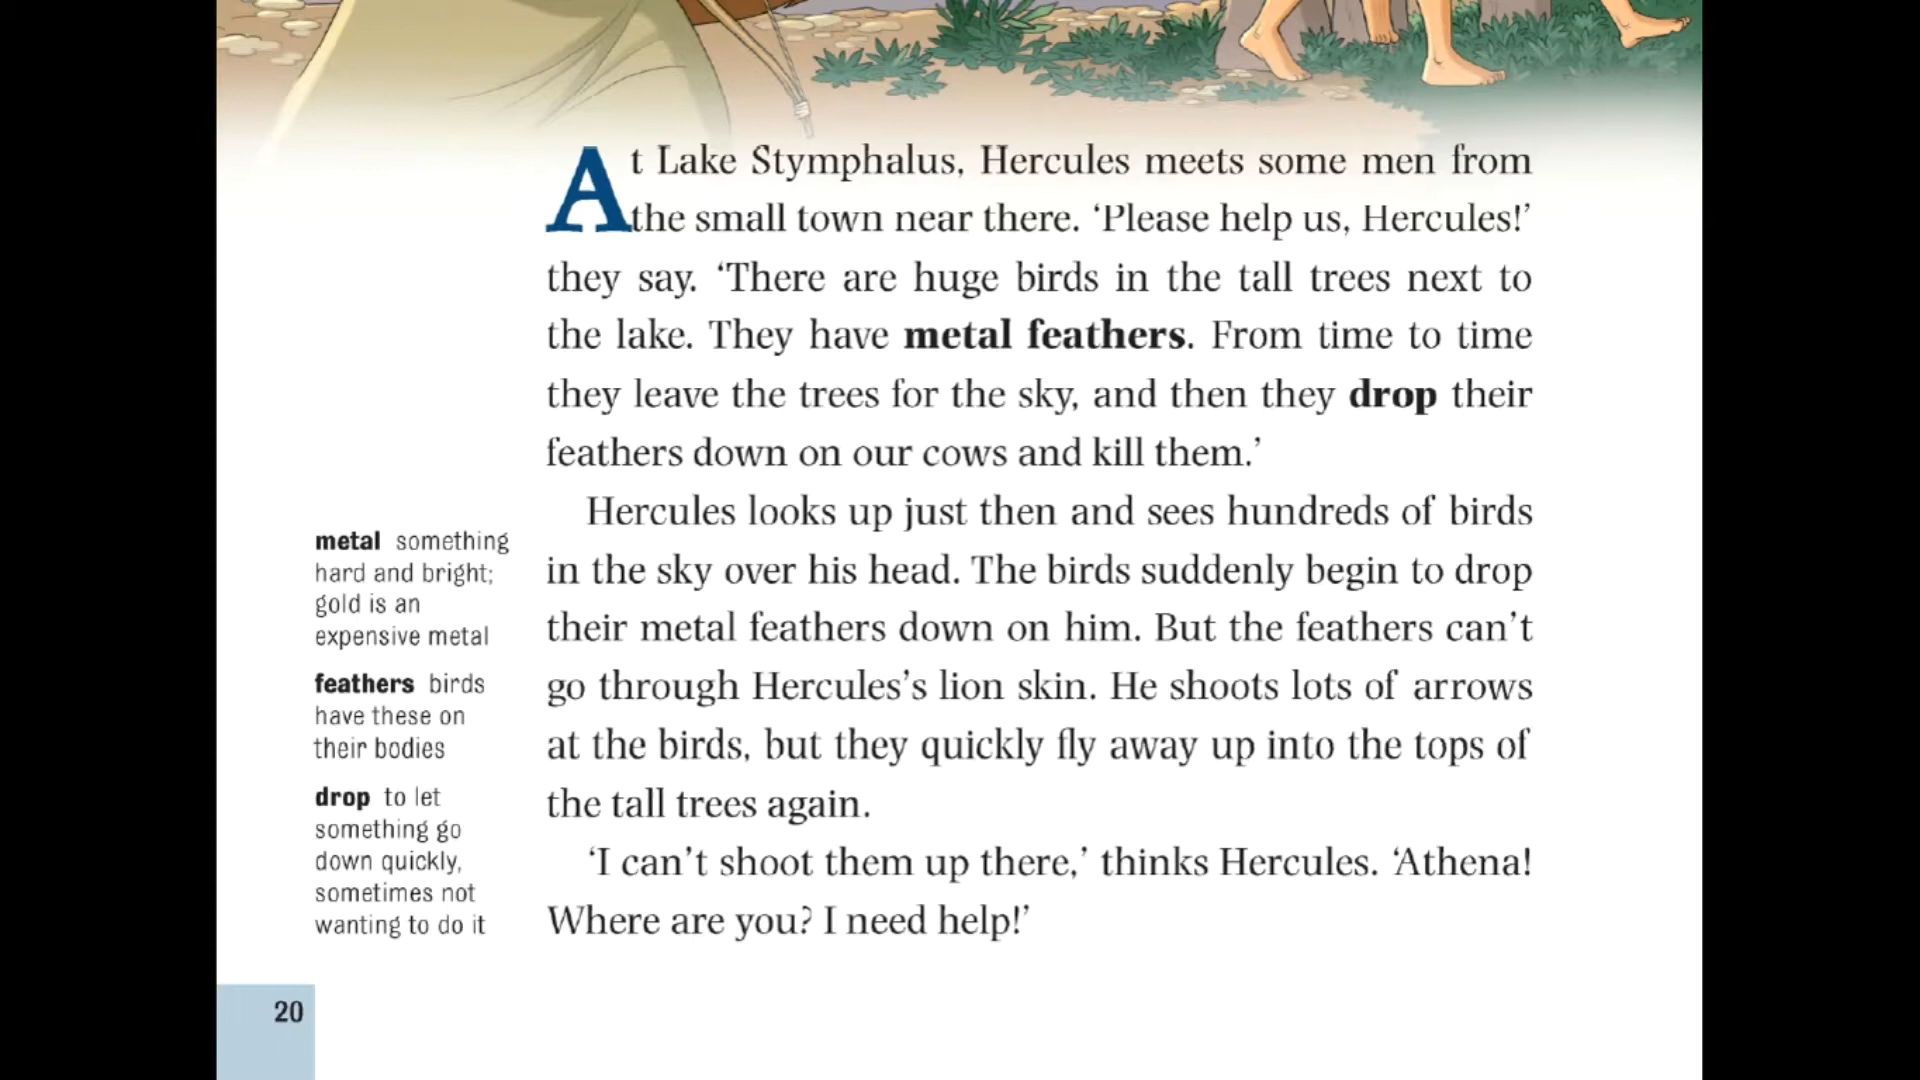 At Lake Stymphalus, Hercules meets some men from
the small town near there. ‘Please help us, Hercules!’
they say. ‘There are huge birds in the tall trees next to
the lake. They have metal feathers. From time to time
they leave the trees for the sky, and then they drop their
feathers down on our cows and kill them.’
Hercules looks up just then and sees hundreds of birds
in the sky over his head. The birds suddenly begin to drop
their metal feathers down on him. But the feathers can’t
go through Hercules’s lion skin. He shoots lots of arrows
at the birds, but they quickly fly away up into the tops of
the tall trees again.
‘I can’t shoot them up there,’ thinks Hercules. ‘Athena!
Where are you? I need help!’
metal something
hard and bright;
gold is an
expensive metal
feathers birds
have these on
their bodies
drop to let
something go
down quickly,
sometimes not
wanting to do it
20